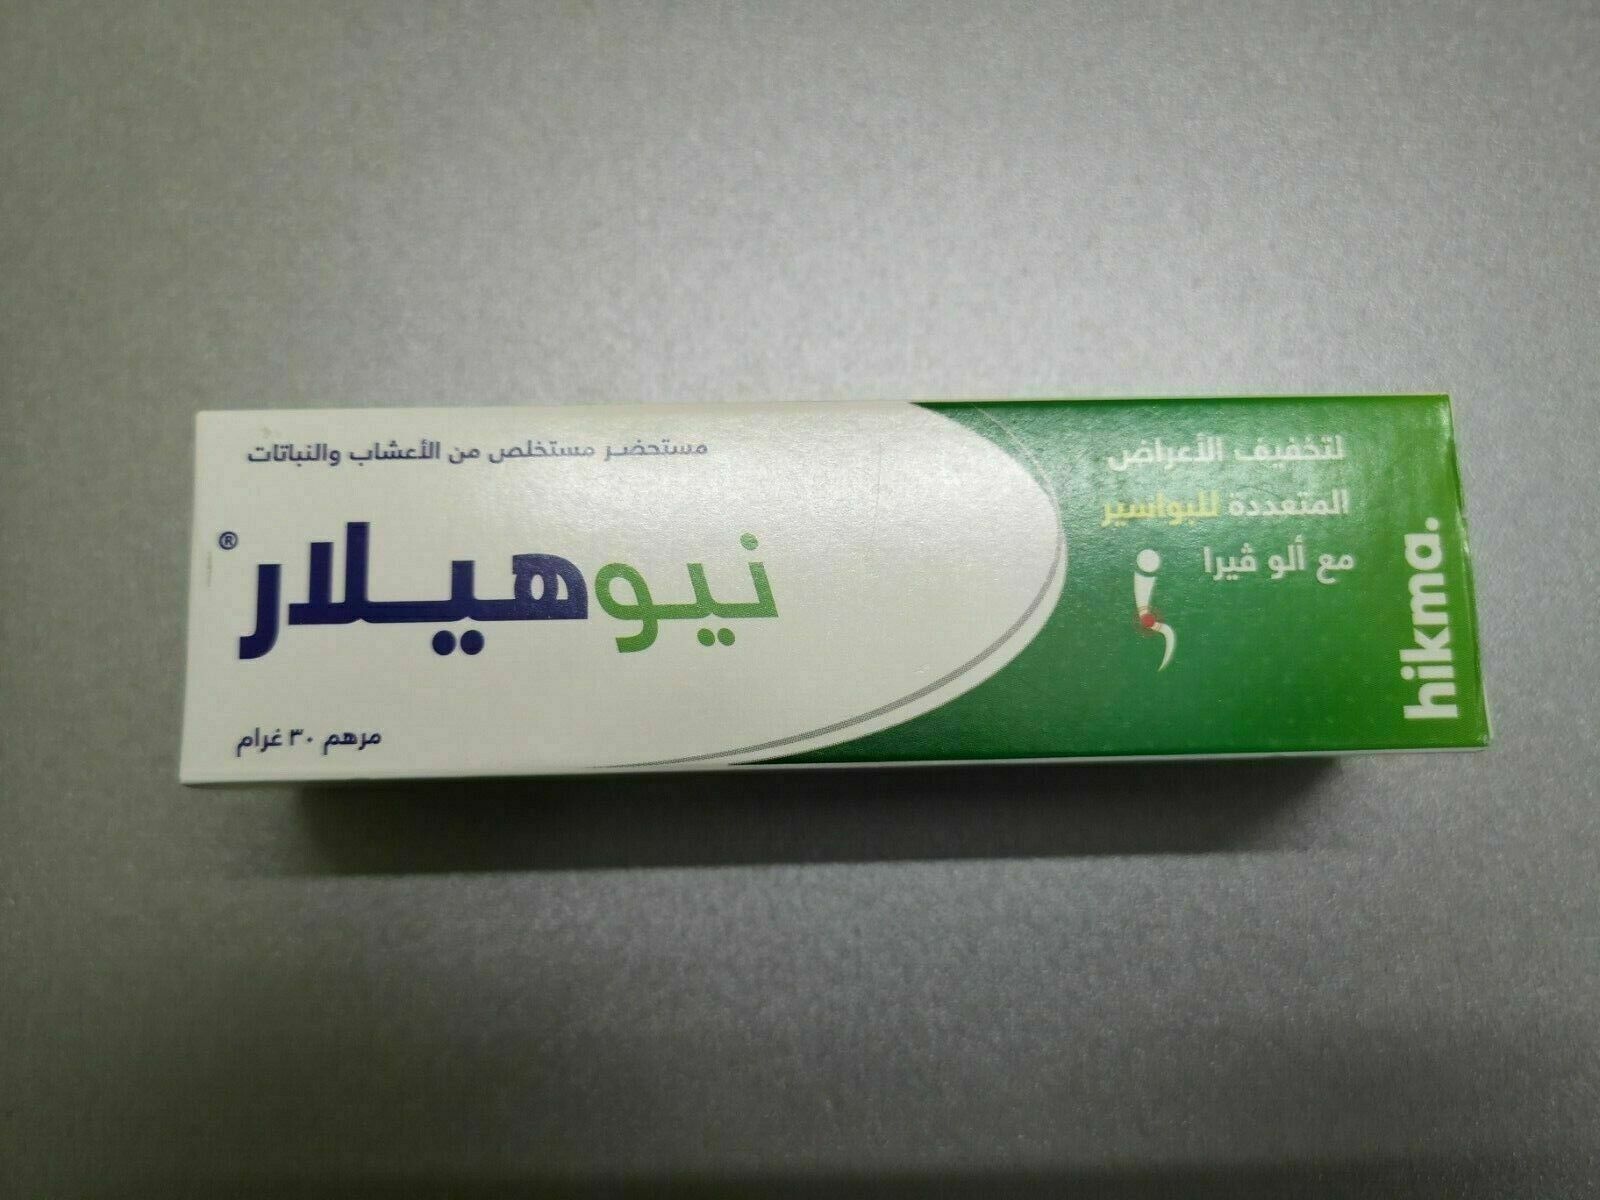 مستحضر مستخلص من الأعشاب والنباتات
نيوهيلار®
مرهم ٣٠ غرام
لتخفيف الأعراض
المتعددة للبواسير
مع ألو ڤيرا
hikma.